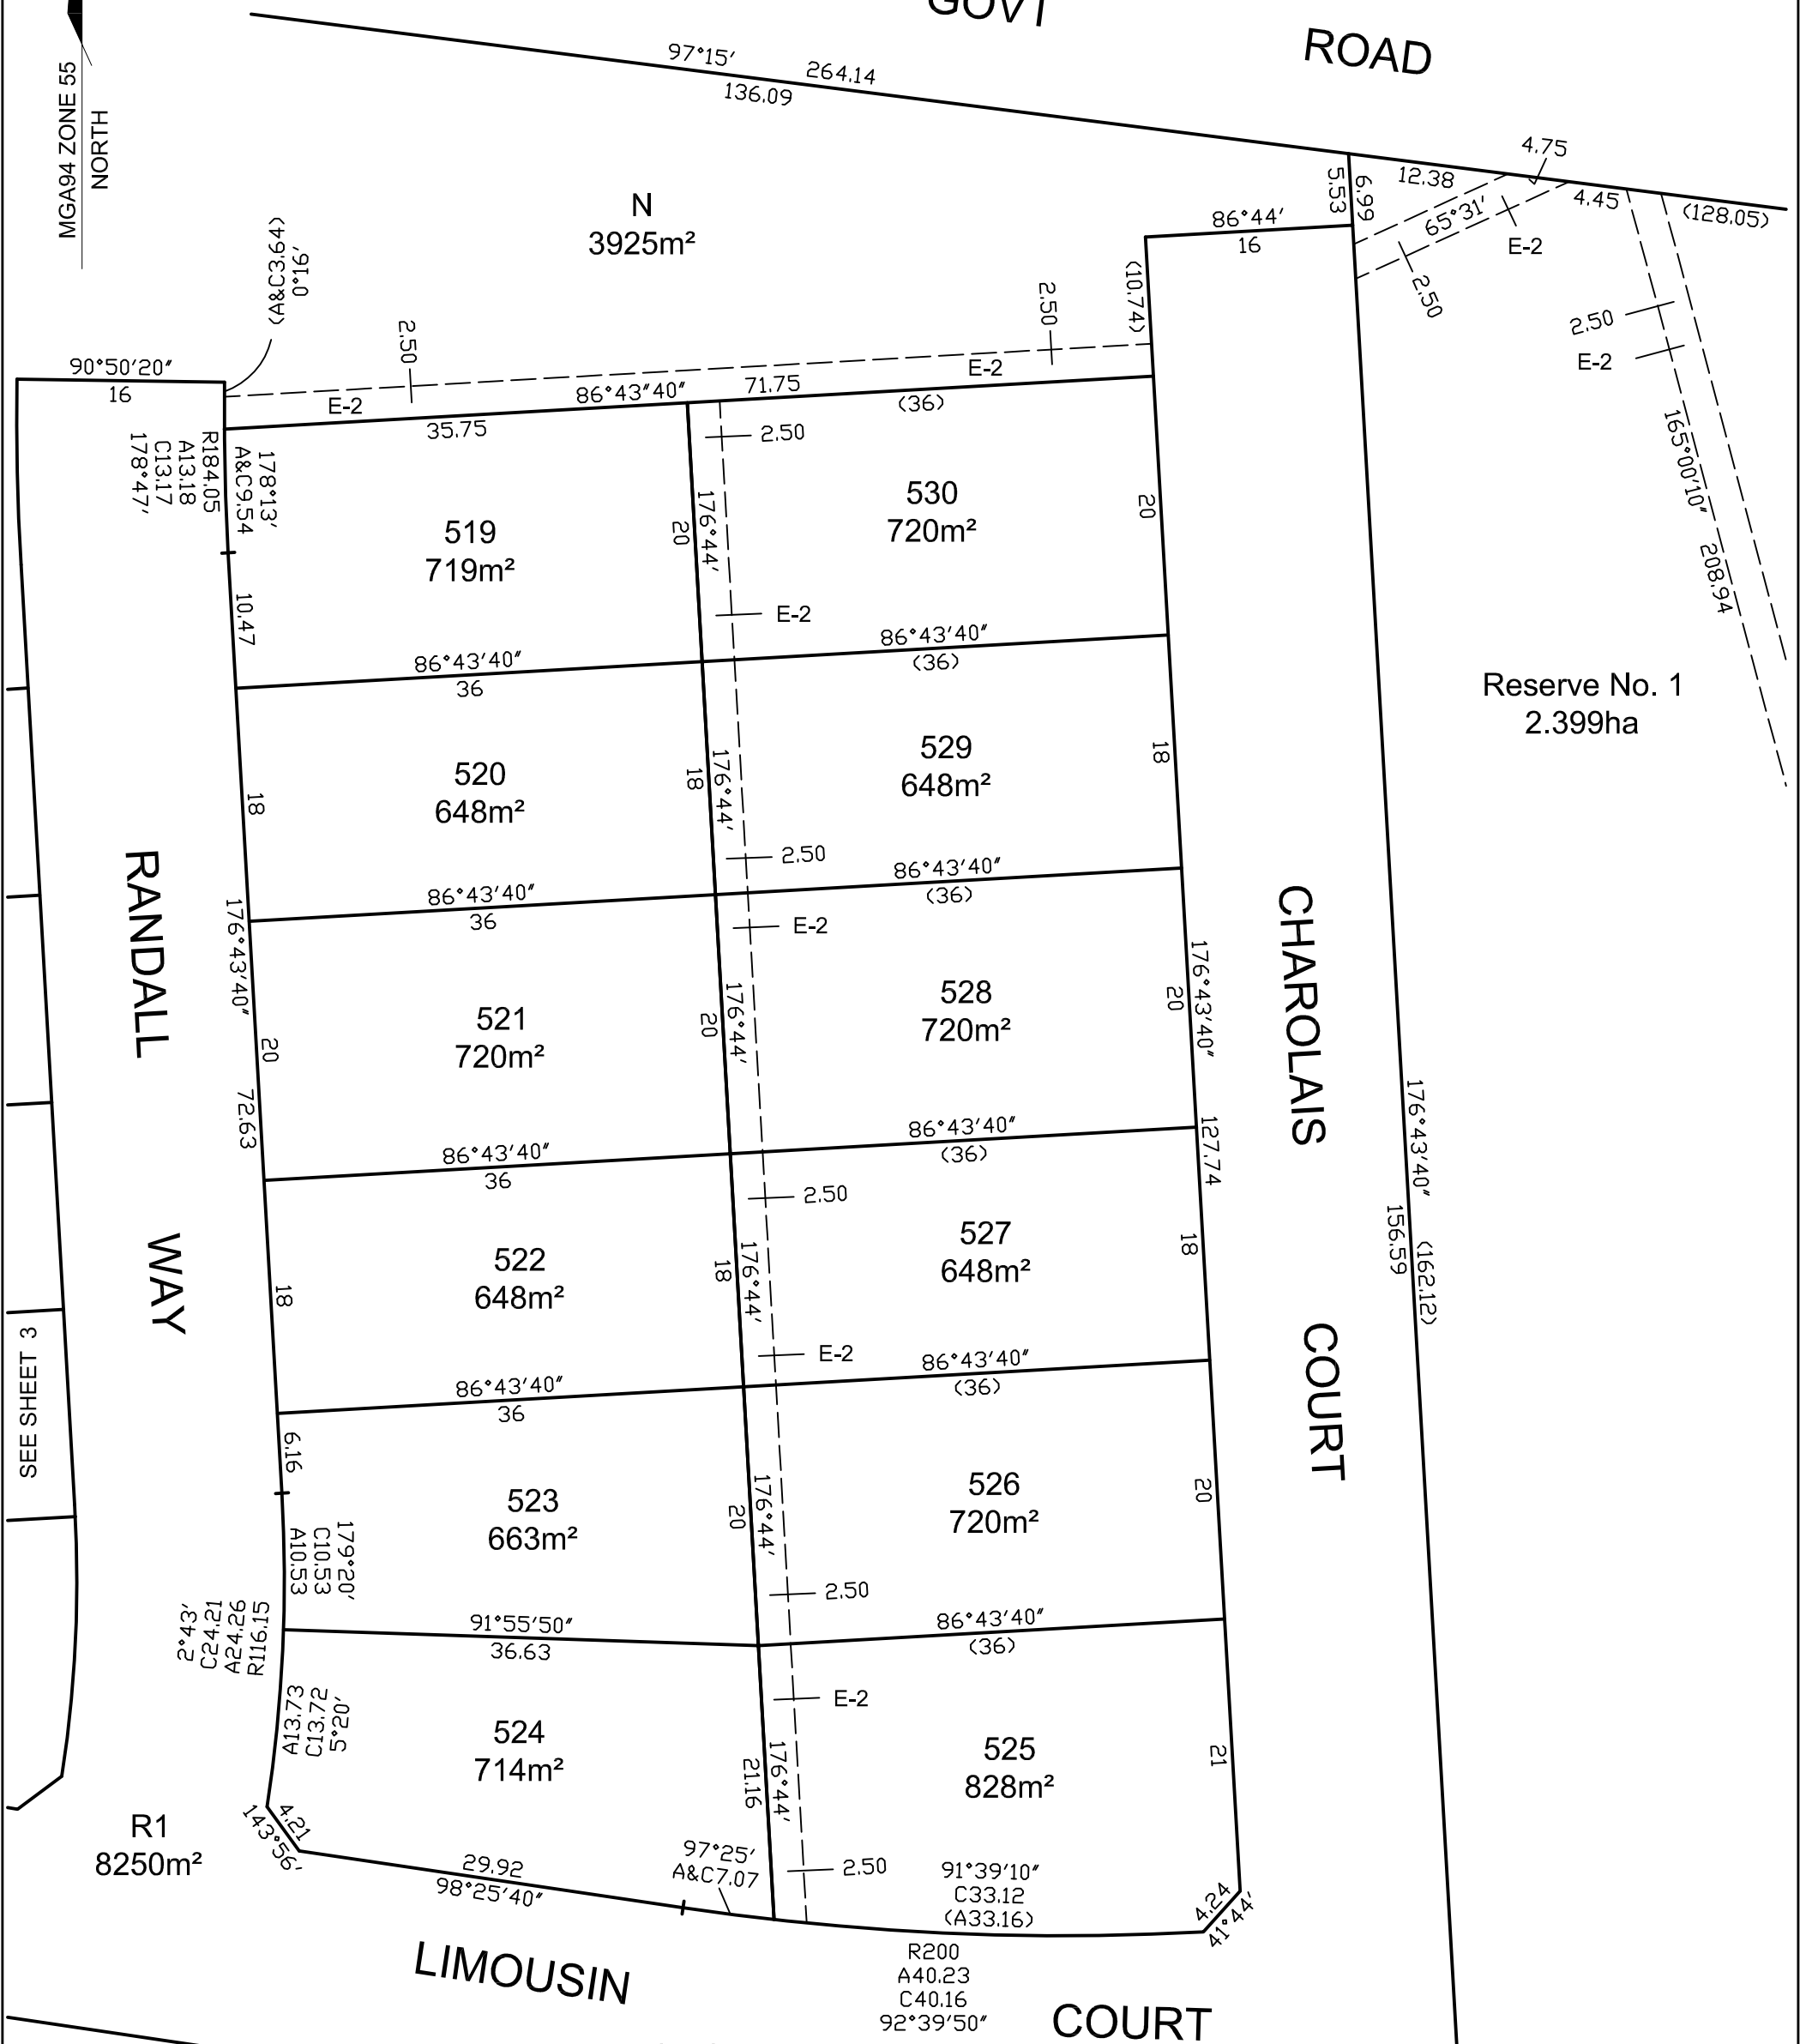 GOVT
ROAD
MGA94 ZONE 55
NORTH
97°15′
264.14
136.09
4.75
12.38
4.45
(128.05)
5.53
6.99
65°31′
E-2
2.50
2.50
E-2
165°00′10″
208.94
N
3925m²
86°44′
16
(10.74)
(A&C3.64)
0°16′
2.50
2.50
90°50′20″
16
E-2
86°43″40″
71.75
E-2
35.75
(36)
R184.05
A13.18
C13.17
178°47′
178°13′
A&C9.54
10.47
519
719m²
20
176°44′
2.50
E-2
530
720m²
20
86°43′40″
36
86°43′40″
(36)
Reserve No. 1
2.399ha
18
520
648m²
18
176°44′
2.50
529
648m²
18
86°43′40″
36
86°43′40″
(36)
RANDALL
WAY
176°43′40″
72.63
20
521
720m²
20
176°44′
E-2
528
720m²
20
176°43′40″
127.74
CHAROLAIS
COURT
176°43′40″
(162.12)
156.59
86°43′40″
36
86°43′40″
(36)
18
522
648m²
18
176°44′
2.50
E-2
527
648m²
18
86°43′40″
36
86°43′40″
(36)
SEE SHEET 3
6.16
179°20′
C10.53
A10.53
523
663m²
20
176°44′
2.50
526
720m²
20
91°55′50″
36.63
86°43′40″
(36)
2°43′
C24.21
A24.26
R116.15
A13.73
C13.72
5°20′
524
714m²
21.16
176°44′
E-2
2.50
525
828m²
21
R1
8250m²
4.21
143°56′
29.92
98°25′40″
97°25′
A&C7.07
91°39′10″
C33.12
(A33.16)
4.24
41°44′
R200
A40.23
C40.16
92°39′50″
LIMOUSIN
COURT